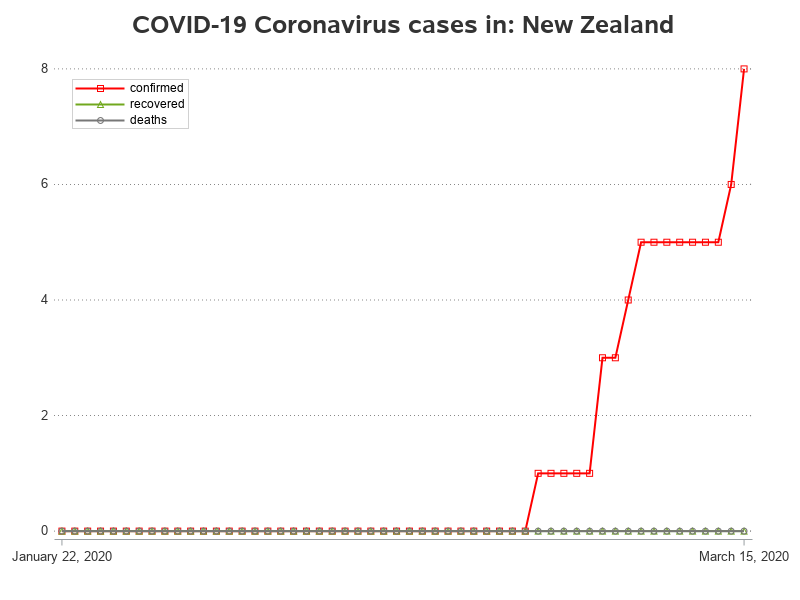 COVID-19 Coronavirus cases in: New Zealand
8
confirmed
recovered
deaths
6
4
2
0
January 22, 2020
March 15, 2020